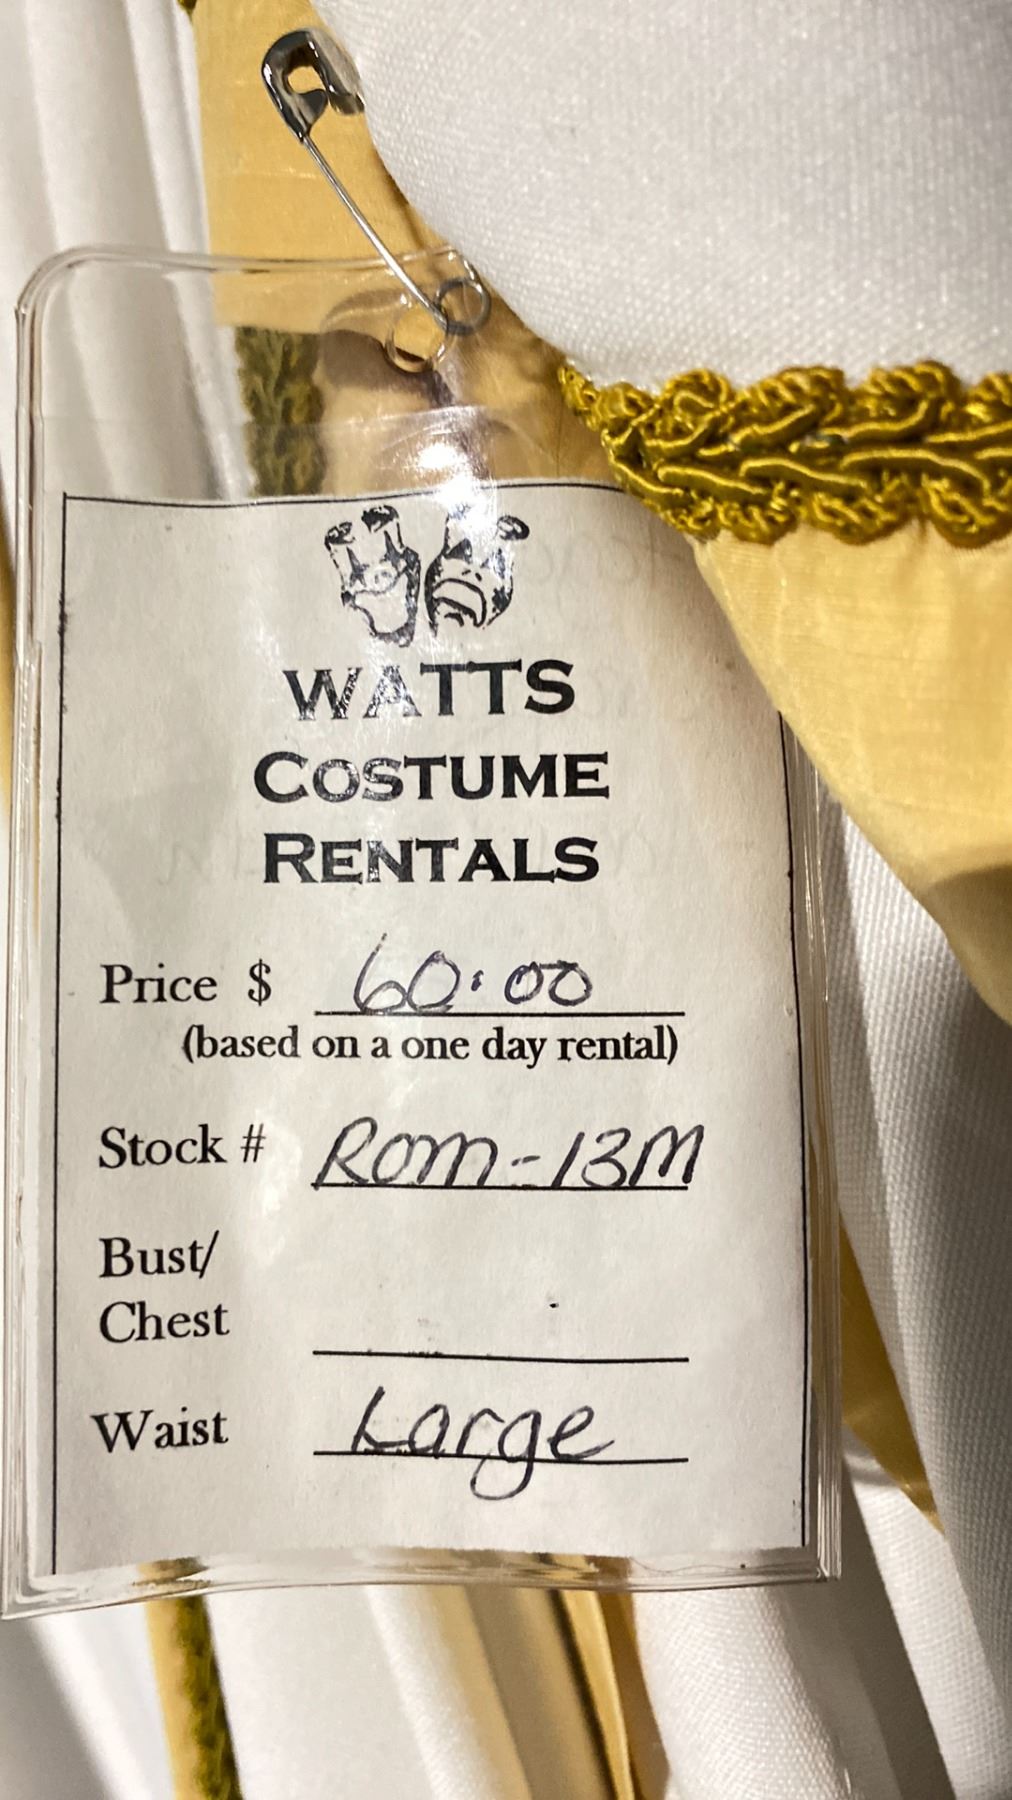 WATTS
COSTUME
RENTALS
Price $ 60.00
(based on a one day rental)
Stock # Rom-13M
Bust/
Chest
Waist Large